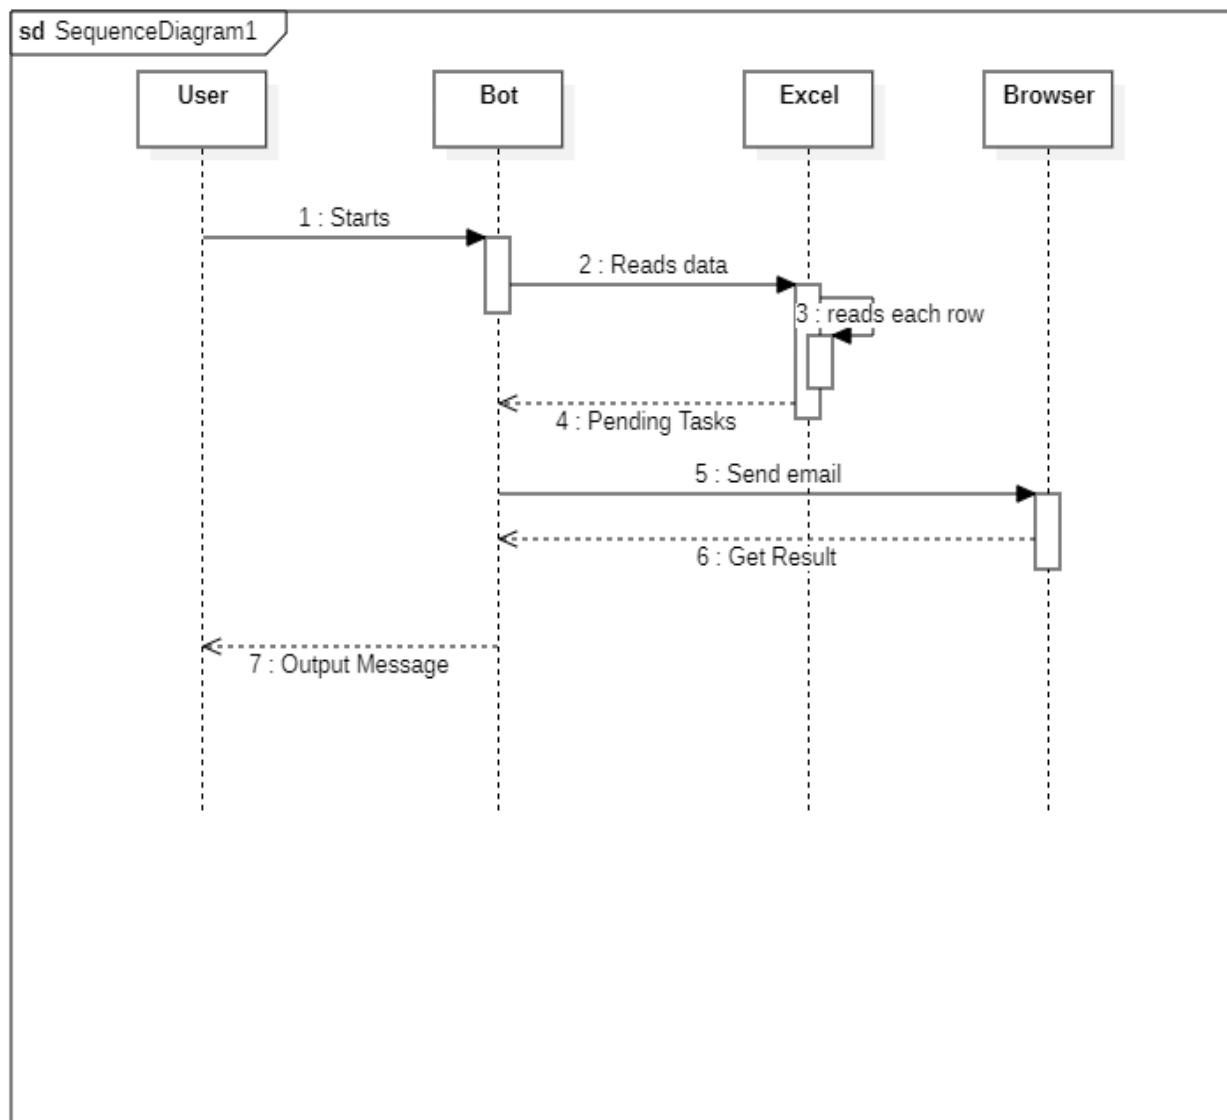 sd SequenceDiagram1
User
Bot
Excel
Browser
1 : Starts
2 : Reads data
3 : reads each row
4 : Pending Tasks
5 : Send email
6 : Get Result
7 : Output Message